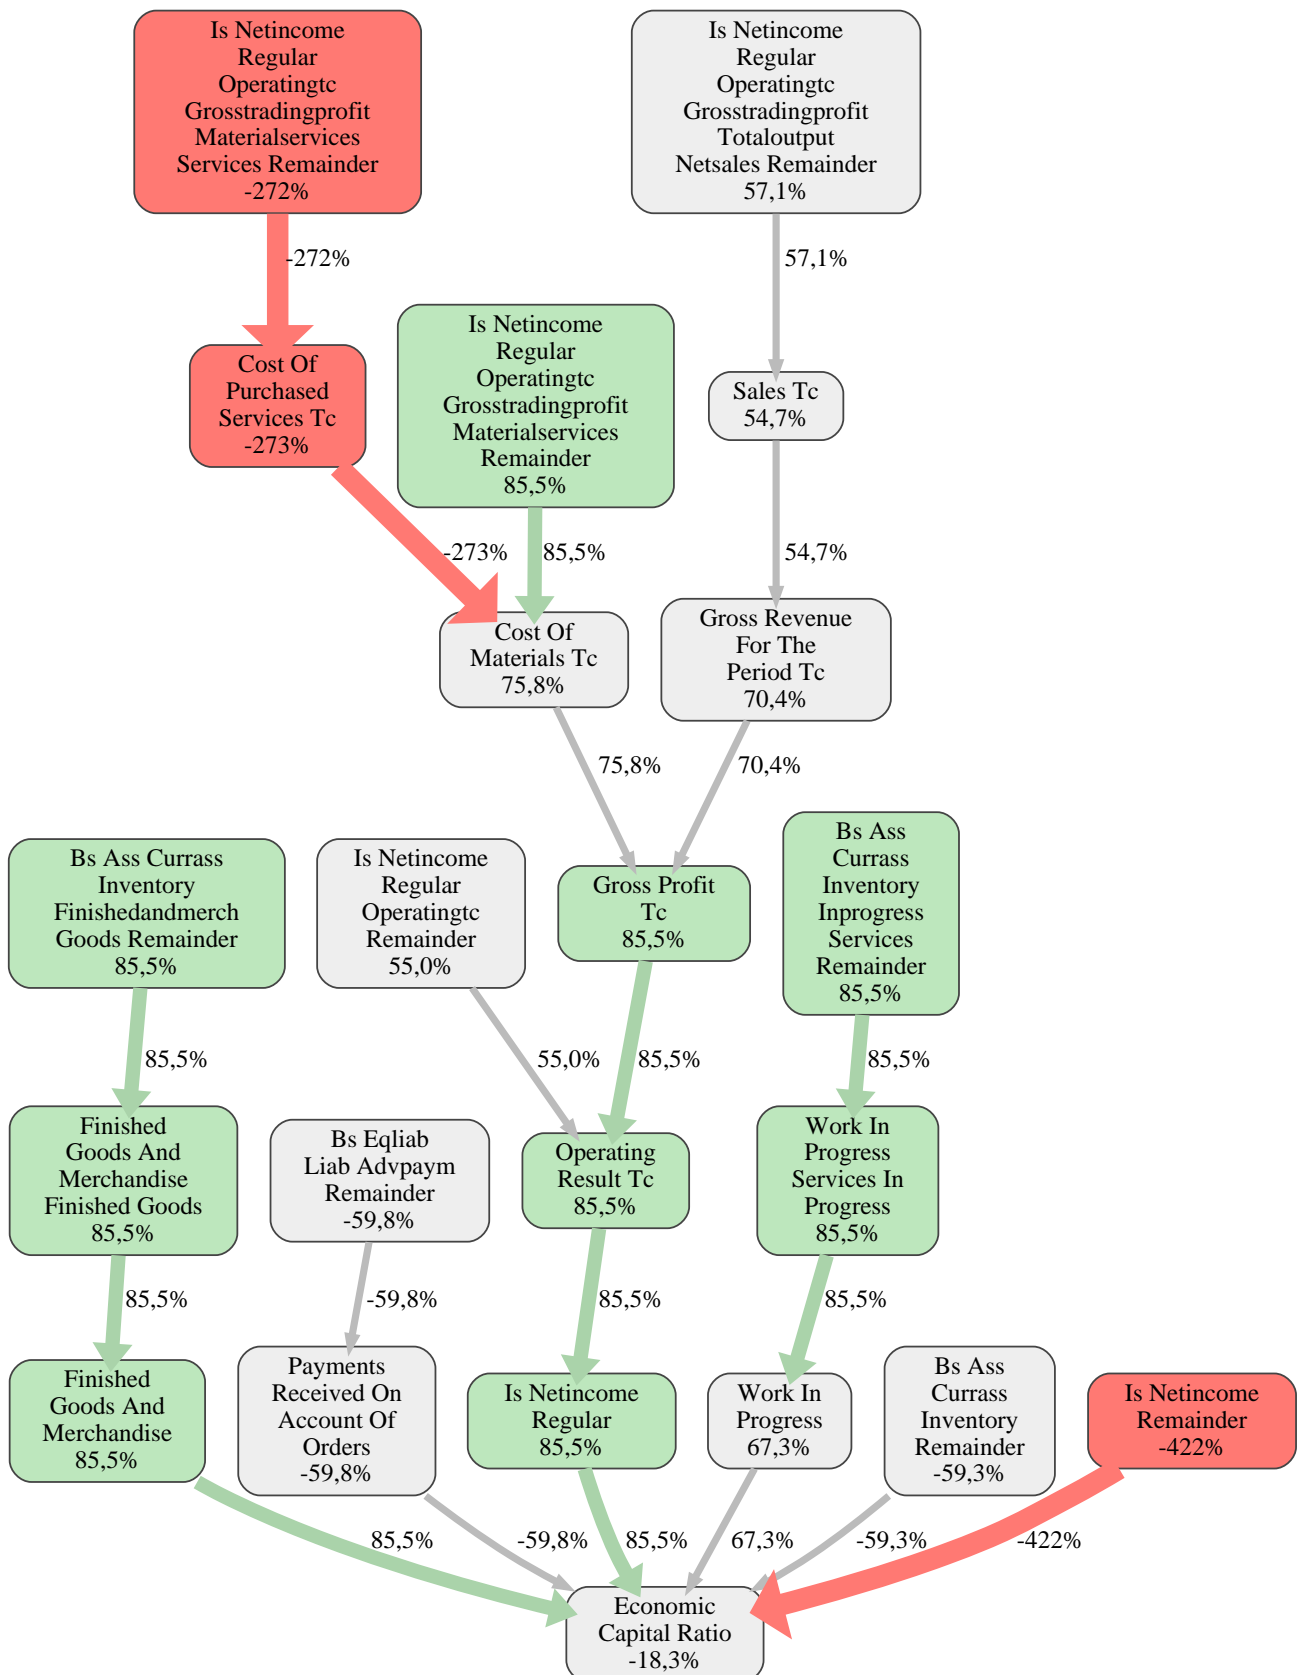 Is Netincome
Regular
Operatingtc
Grosstradingprofit
Materialservices
Services Remainder
-272%
Is Netincome
Regular
Operatingtc
Grosstradingprofit
Totaloutput
Netsales Remainder
57,1%
-272%
57,1%
Cost Of
Purchased
Services Tc
-273%
Is Netincome
Regular
Operatingtc
Grosstradingprofit
Materialservices
Remainder
85,5%
Sales Tc
54,7%
-273%
85,5%
54,7%
Cost Of
Materials Tc
75,8%
Gross Revenue
For The
Period Tc
70,4%
75,8%
70,4%
Bs Ass Currass
Inventory
Finishedandmerch
Goods Remainder
85,5%
Is Netincome
Regular
Operatingtc
Remainder
55,0%
Gross Profit
Tc
85,5%
Bs Ass
Currass
Inventory
Inprogress
Services
Remainder
85,5%
85,5%
55,0%
85,5%
85,5%
Finished
Goods And
Merchandise
Finished Goods
85,5%
Bs Eqliab
Liab Advpaym
Remainder
-59,8%
Operating
Result Tc
85,5%
Work In
Progress
Services In
Progress
85,5%
85,5%
-59,8%
85,5%
85,5%
Finished
Goods And
Merchandise
85,5%
Payments
Received On
Account Of
Orders
-59,8%
Is Netincome
Regular
85,5%
Work In
Progress
67,3%
Bs Ass
Currass
Inventory
Remainder
-59,3%
Is Netincome
Remainder
-422%
85,5%
-59,8%
85,5%
67,3%
-59,3%
-422%
Economic
Capital Ratio
-18,3%